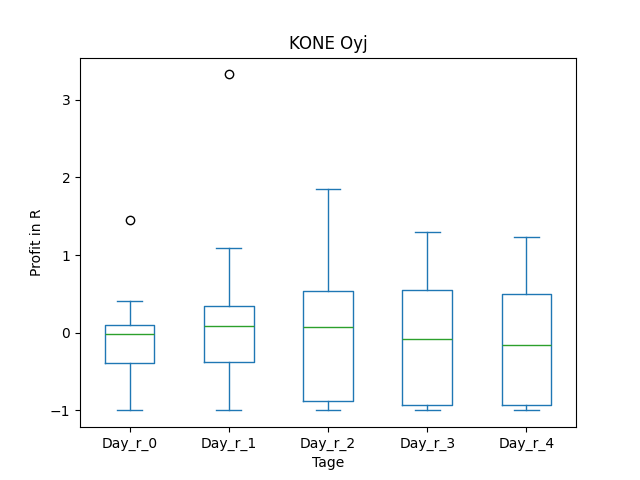 KONE Oyj
Profit in R
3
2
1
0
−1
Day_r_0 Day_r_1 Day_r_2 Day_r_3 Day_r_4
Tage